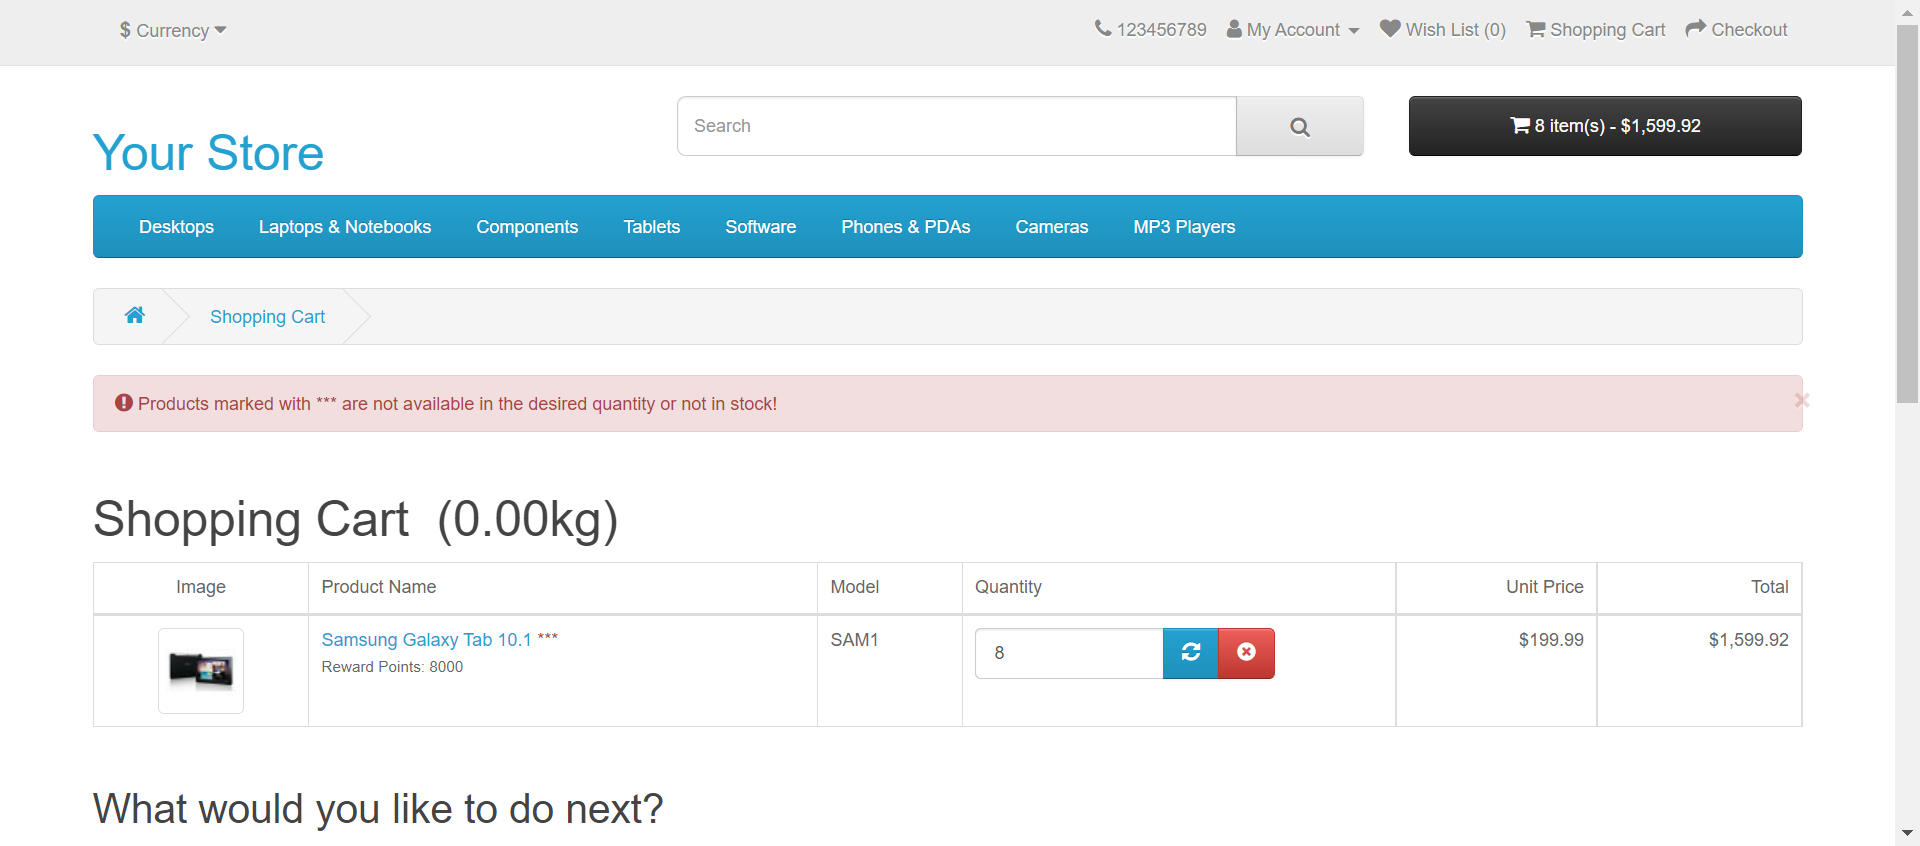 $ Currency
123456789 My Account Wish List (0) Shopping Cart Checkout
Your Store
Search
8 item(s) - $1,599.92
Desktops Laptops & Notebooks Components Tablets Software Phones & PDAs Cameras MP3 Players
Shopping Cart
Products marked with *** are not available in the desired quantity or not in stock!
×
Shopping Cart (0.00kg)
Image Product Name Model Quantity Unit Price Total
Samsung Galaxy Tab 10.1 *** SAM1 8 $199.99 $1,599.92
Reward Points: 8000
What would you like to do next?